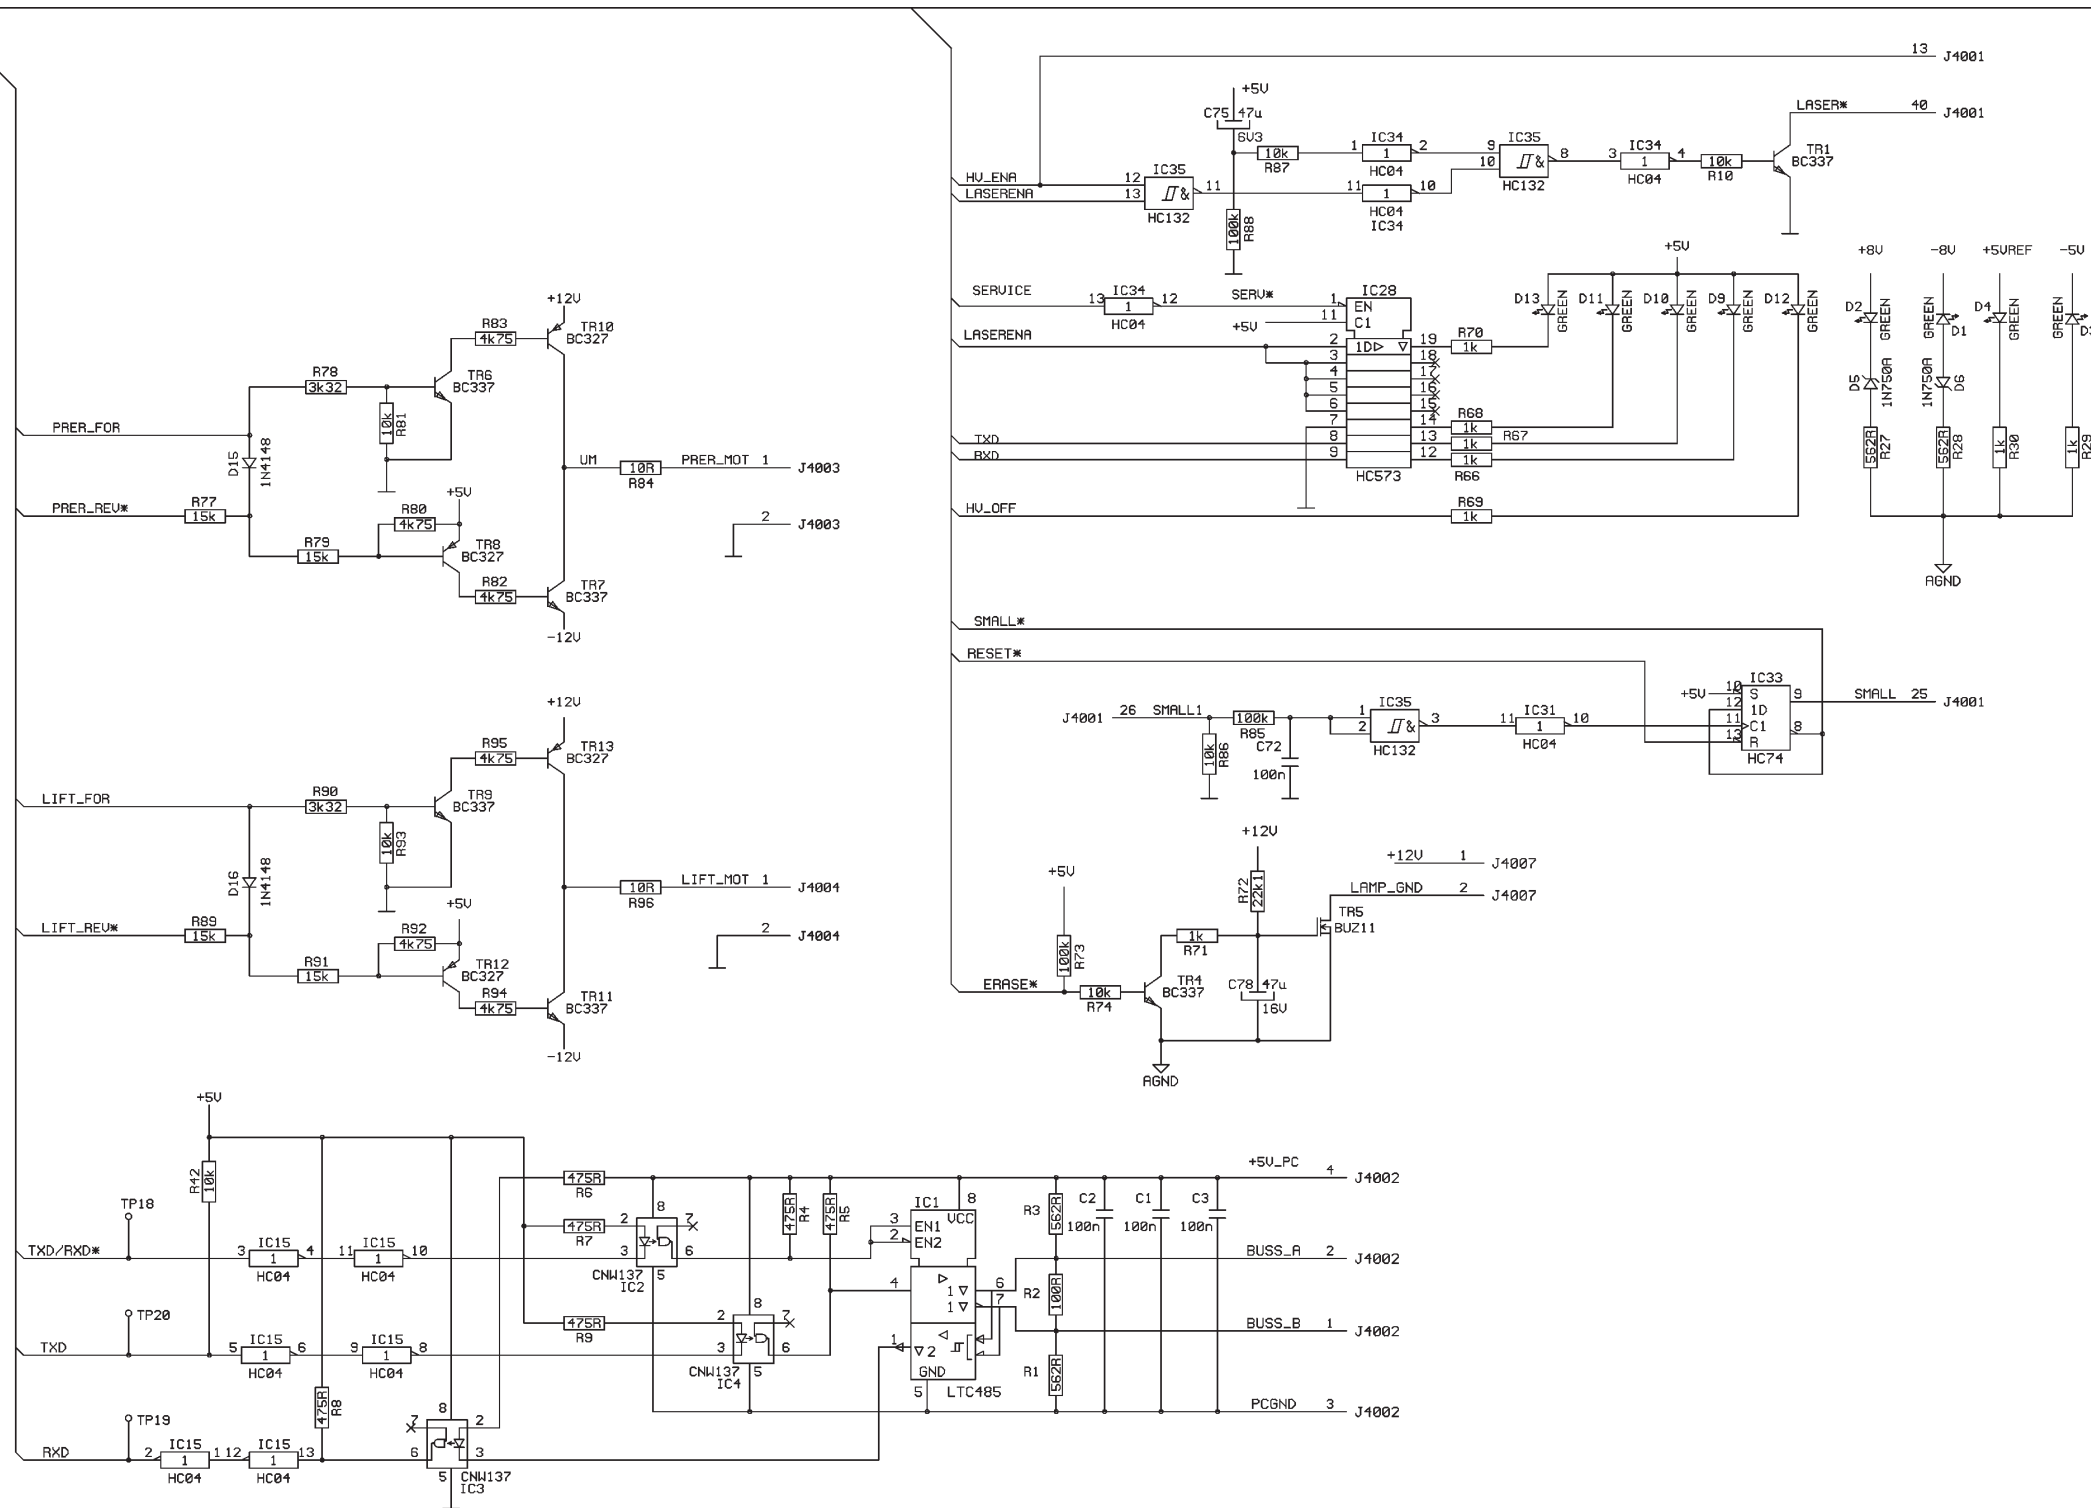 13 J4001
+5V
C75 47u
6V3
LASER* 40 J4001
10k
R87
1 IC34 2
1
HC04
9 IC35
10 & 8
HC132
3 IC34 4
1
HC04
10k
R10
TR1
BC337
HV_ENA 12 IC35
LASERENA 13 & 11
HC132
11 10
1
HC04
IC34
100k
R88
SERVICE 13 IC34 12 SERV*
1
HC04
1 IC28
EN
+5V 11 C1
LASERENA 2 1D 19 R70
1k
3 18
4 17
5 16
6 15
7 14 R68
1k
TXD 8 13 R67
1k
RXD 9 12
1k
HC573 R66
HV_OFF R69
1k
+5V
D13 GREEN
D11 GREEN
D10 GREEN
D9 GREEN
D12 GREEN
+8V -8V +5VREF -5V
D2 GREEN
GREEN D1
D4 GREEN
GREEN
D5 1N750A
1N750A D6
562R R27
562R R28
1k R30
1k R29
AGND
+12V
R83
4k75
TR10
BC327
R78
3k32
TR6
BC337
10k R81
PRER_FOR
D15 1N4148
UM 10R PRER_MOT 1 J4003
R84
PRER_REV* R77
15k
R80
4k75
+5V
2 J4003
R79
15k
TR8
BC327
R82
4k75
TR7
BC337
-12V
SMALL*
RESET*
J4001 26 SMALL1 100k
R85
10k R86
C72
100n
1 IC35
2 & 3
HC132
11 IC31 10
1
HC04
+5V 10 IC33
S 9 SMALL 25 J4001
12 1D
11 C1 8
13 R
HC74
+12V
R95
4k75
TR13
BC327
LIFT_FOR R90
3k32
TR9
BC337
10k R93
D16 1N4148
10R LIFT_MOT 1 J4004
R96
LIFT_REV* R89
15k
R92
4k75
+5V
2 J4004
R91
15k
TR12
BC327
R94
4k75
TR11
BC337
-12V
+12V
+12V 1 J4007
LAMP_GND 2 J4007
+5V
R72 22k1
TR5
BUZ11
100k R73
1k
R71
ERASE* 10k
R74
TR4
BC337
C78 47u
16V
AGND
+5V
R42 10k
TP18
TXD/RXD* 3 IC15 4 11 IC15 10
1 1
HC04 HC04
475R
R6
475R
R7
2 8 7
3 6
CNW137 5
IC2
475R R4
475R R5
IC1 8
3 EN1 VCC
2 EN2
4 1 6
1 7
1 2
GND
5 LTC485
+5V_PC 4 J4002
R3 562R
C2 100n
C1 100n
C3 100n
BUSS_A 2 J4002
R2 100R
BUSS_B 1 J4002
R1 562R
PCGND 3 J4002
TP20
TXD 5 IC15 6 9 IC15 8
1 1
HC04 HC04
475R
R9
2 8 7
3 6
CNW137 5
IC4
475R R8
TP19
RXD 2 IC15 1 12 IC15 13
1 1
HC04 HC04
7 8 2
6 3
5 CNW137
IC3